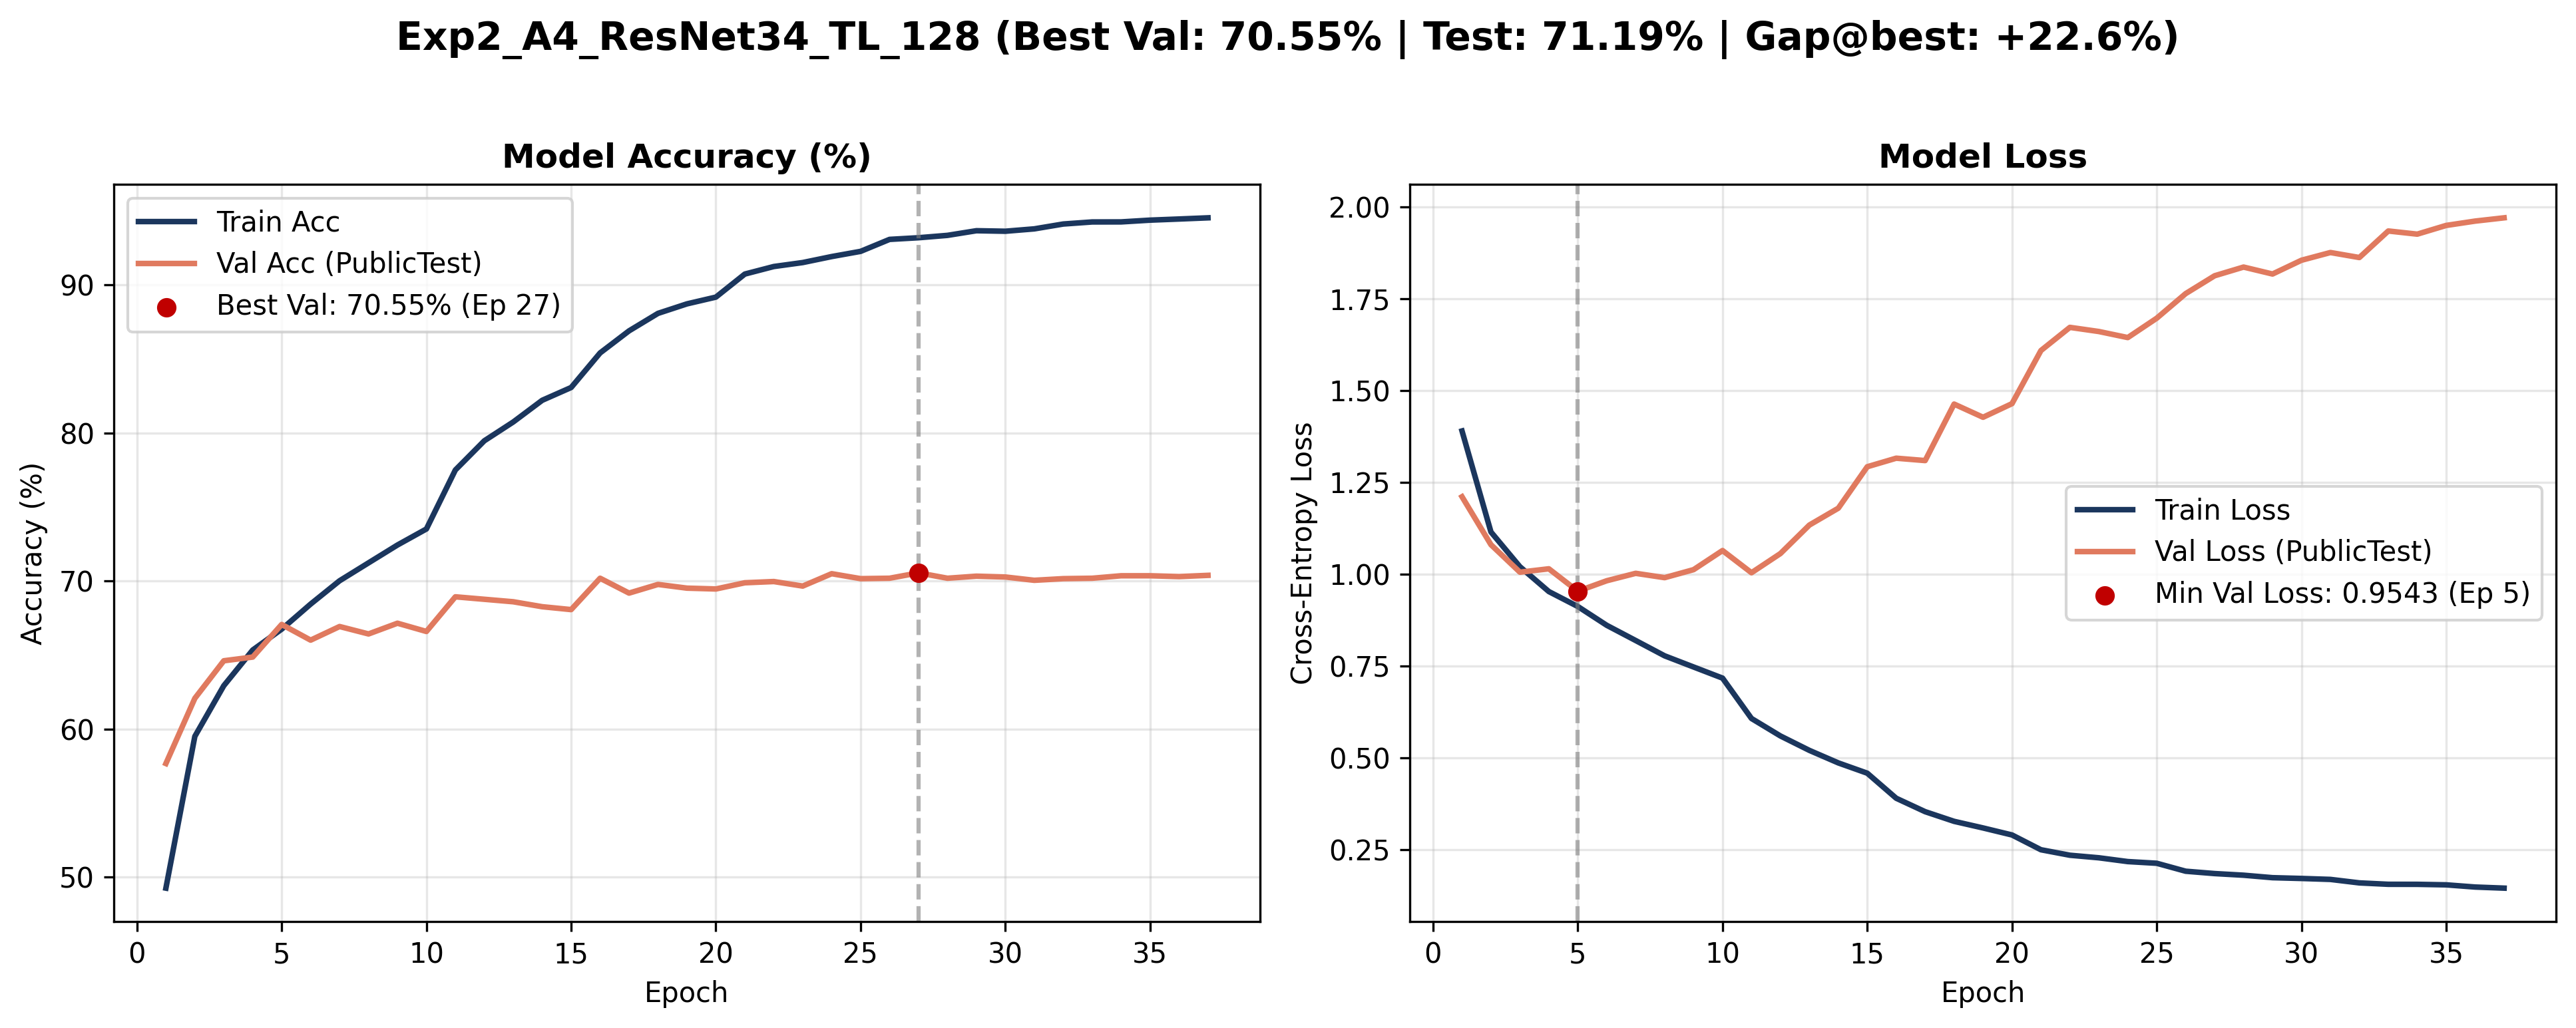 Exp2_A4_ResNet34_TL_128 (Best Val: 70.55% | Test: 71.19% | Gap@best: +22.6%)
Model Accuracy (%)
Train Acc
Val Acc (PublicTest)
Best Val: 70.55% (Ep 27)
90
80
70
60
50
Accuracy (%)
0 5 10 15 20 25 30 35
Epoch
Model Loss
2.00
1.75
1.50
1.25
1.00
0.75
0.50
0.25
Cross-Entropy Loss
Train Loss
Val Loss (PublicTest)
Min Val Loss: 0.9543 (Ep 5)
0 5 10 15 20 25 30 35
Epoch